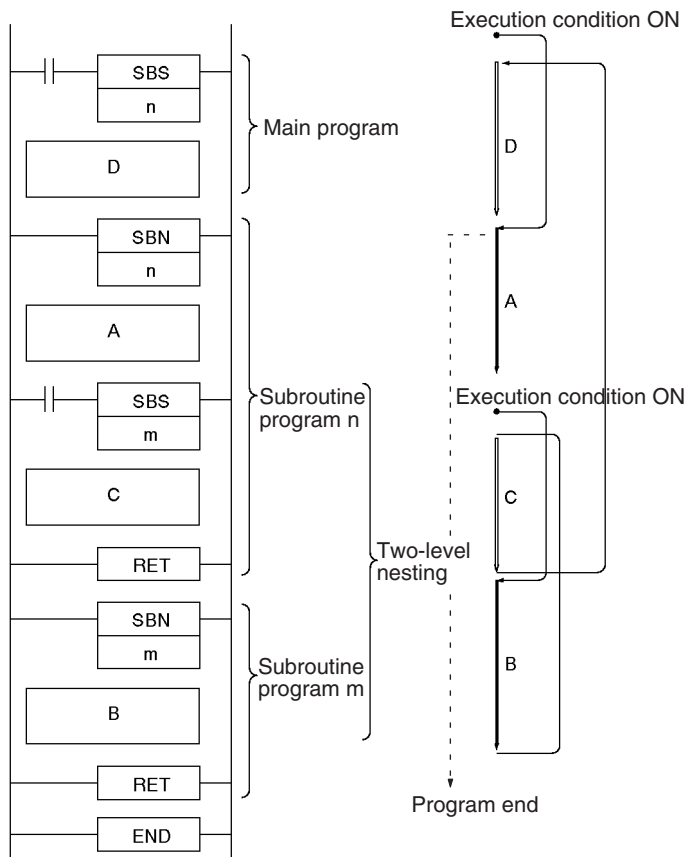 Execution condition ON
SBS
n
Main program
D
D
SBN
n
A
A
Execution condition ON
SBS
m
Subroutine
program n
C
C
RET
Two-level
nesting
SBN
m
Subroutine
program m
B
B
RET
Program end
END